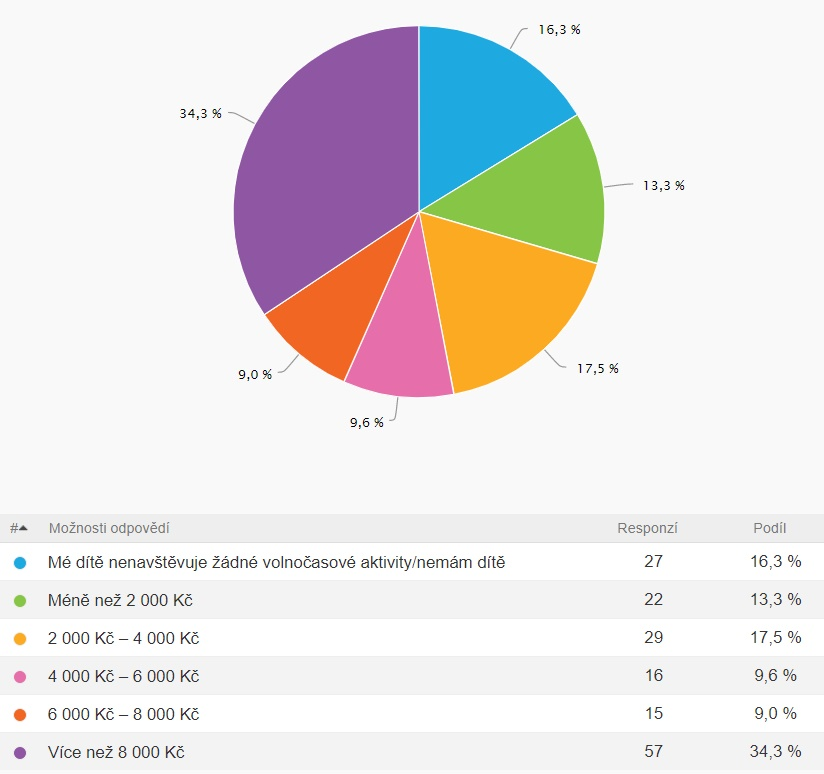 16,3 %
34,3 %
13,3 %
17,5 %
9,0 %
9,6 %
# Možnosti odpovědí Responzí Podíl
Mé dítě nenavštěvuje žádné volnočasové aktivity/nemám dítě 27 16,3 %
Méně než 2 000 Kč 22 13,3 %
2 000 Kč – 4 000 Kč 29 17,5 %
4 000 Kč – 6 000 Kč 16 9,6 %
6 000 Kč – 8 000 Kč 15 9,0 %
Více než 8 000 Kč 57 34,3 %